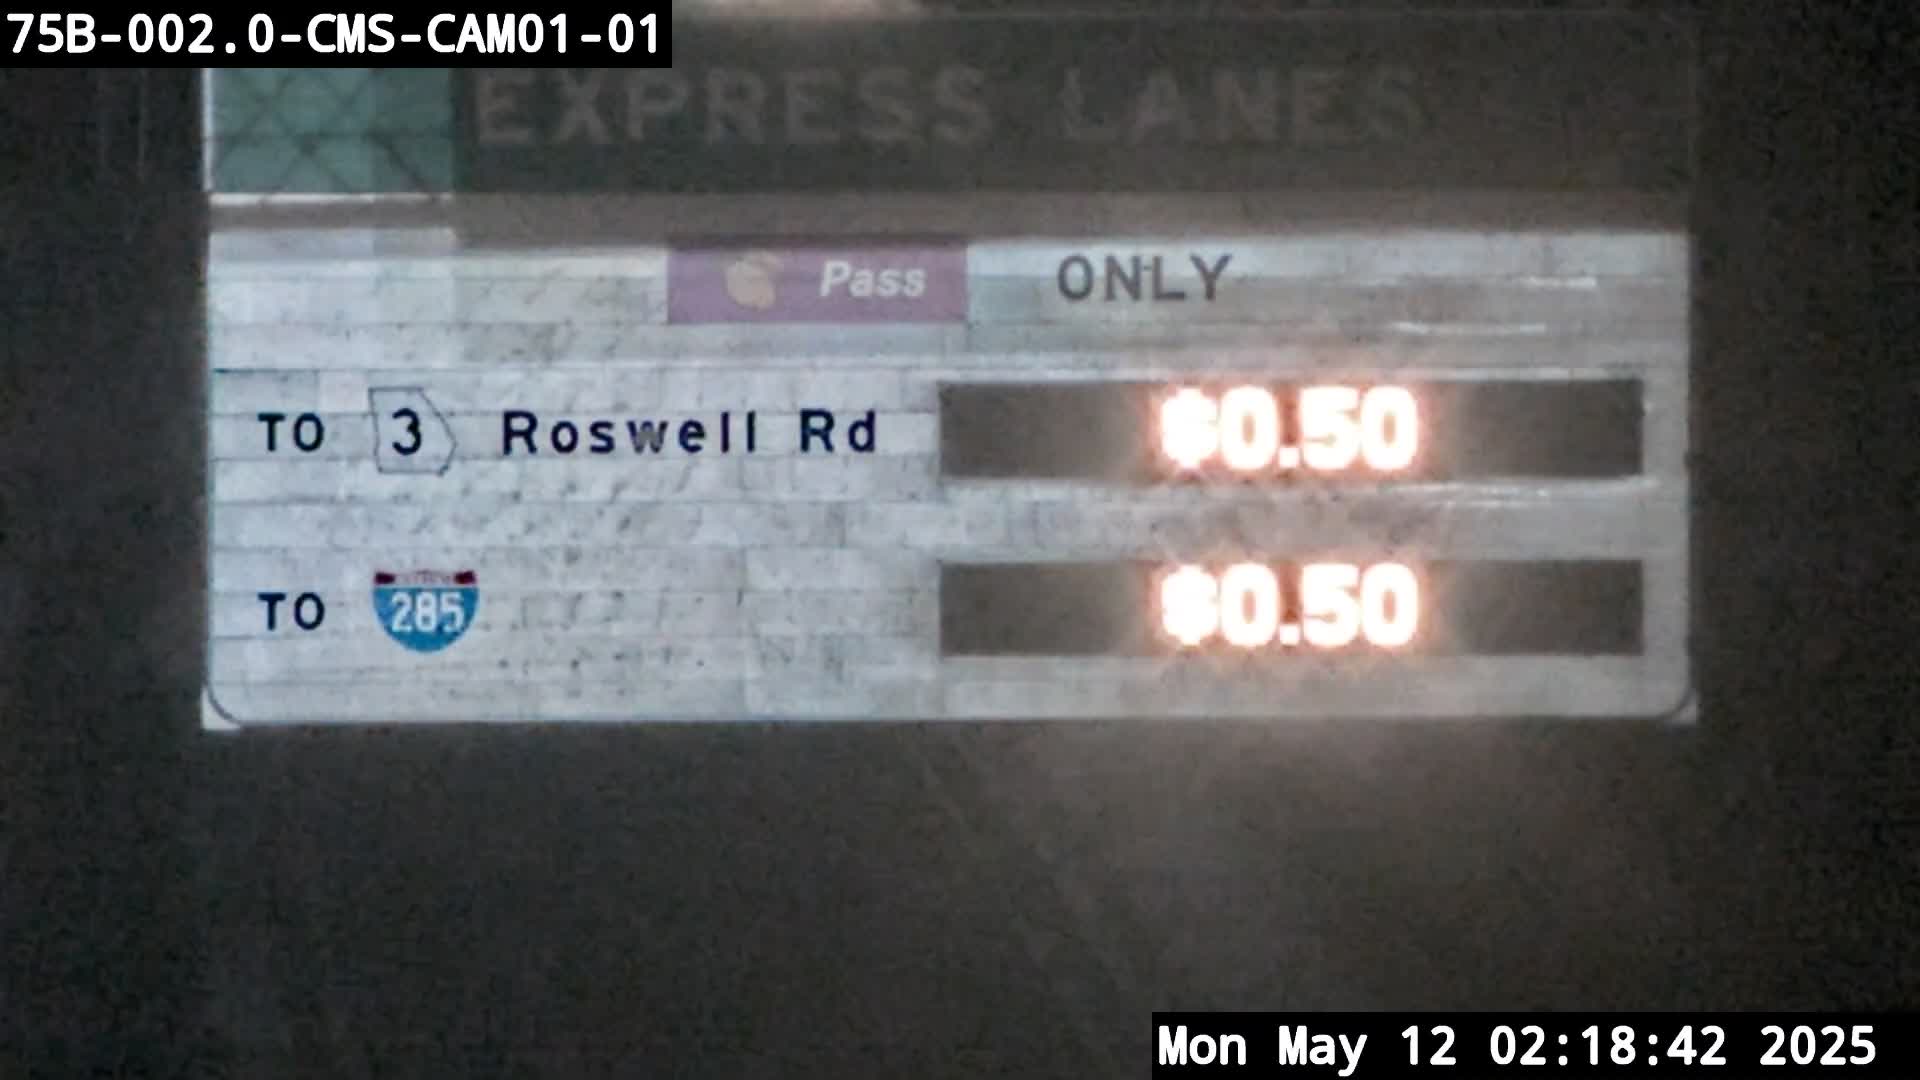 75B-002.0-CMS-CAM01-01
EXPRESS LANES
Pass ONLY
TO 3 Roswell Rd $0.50
TO 285 $0.50
Mon May 12 02:18:42 2025